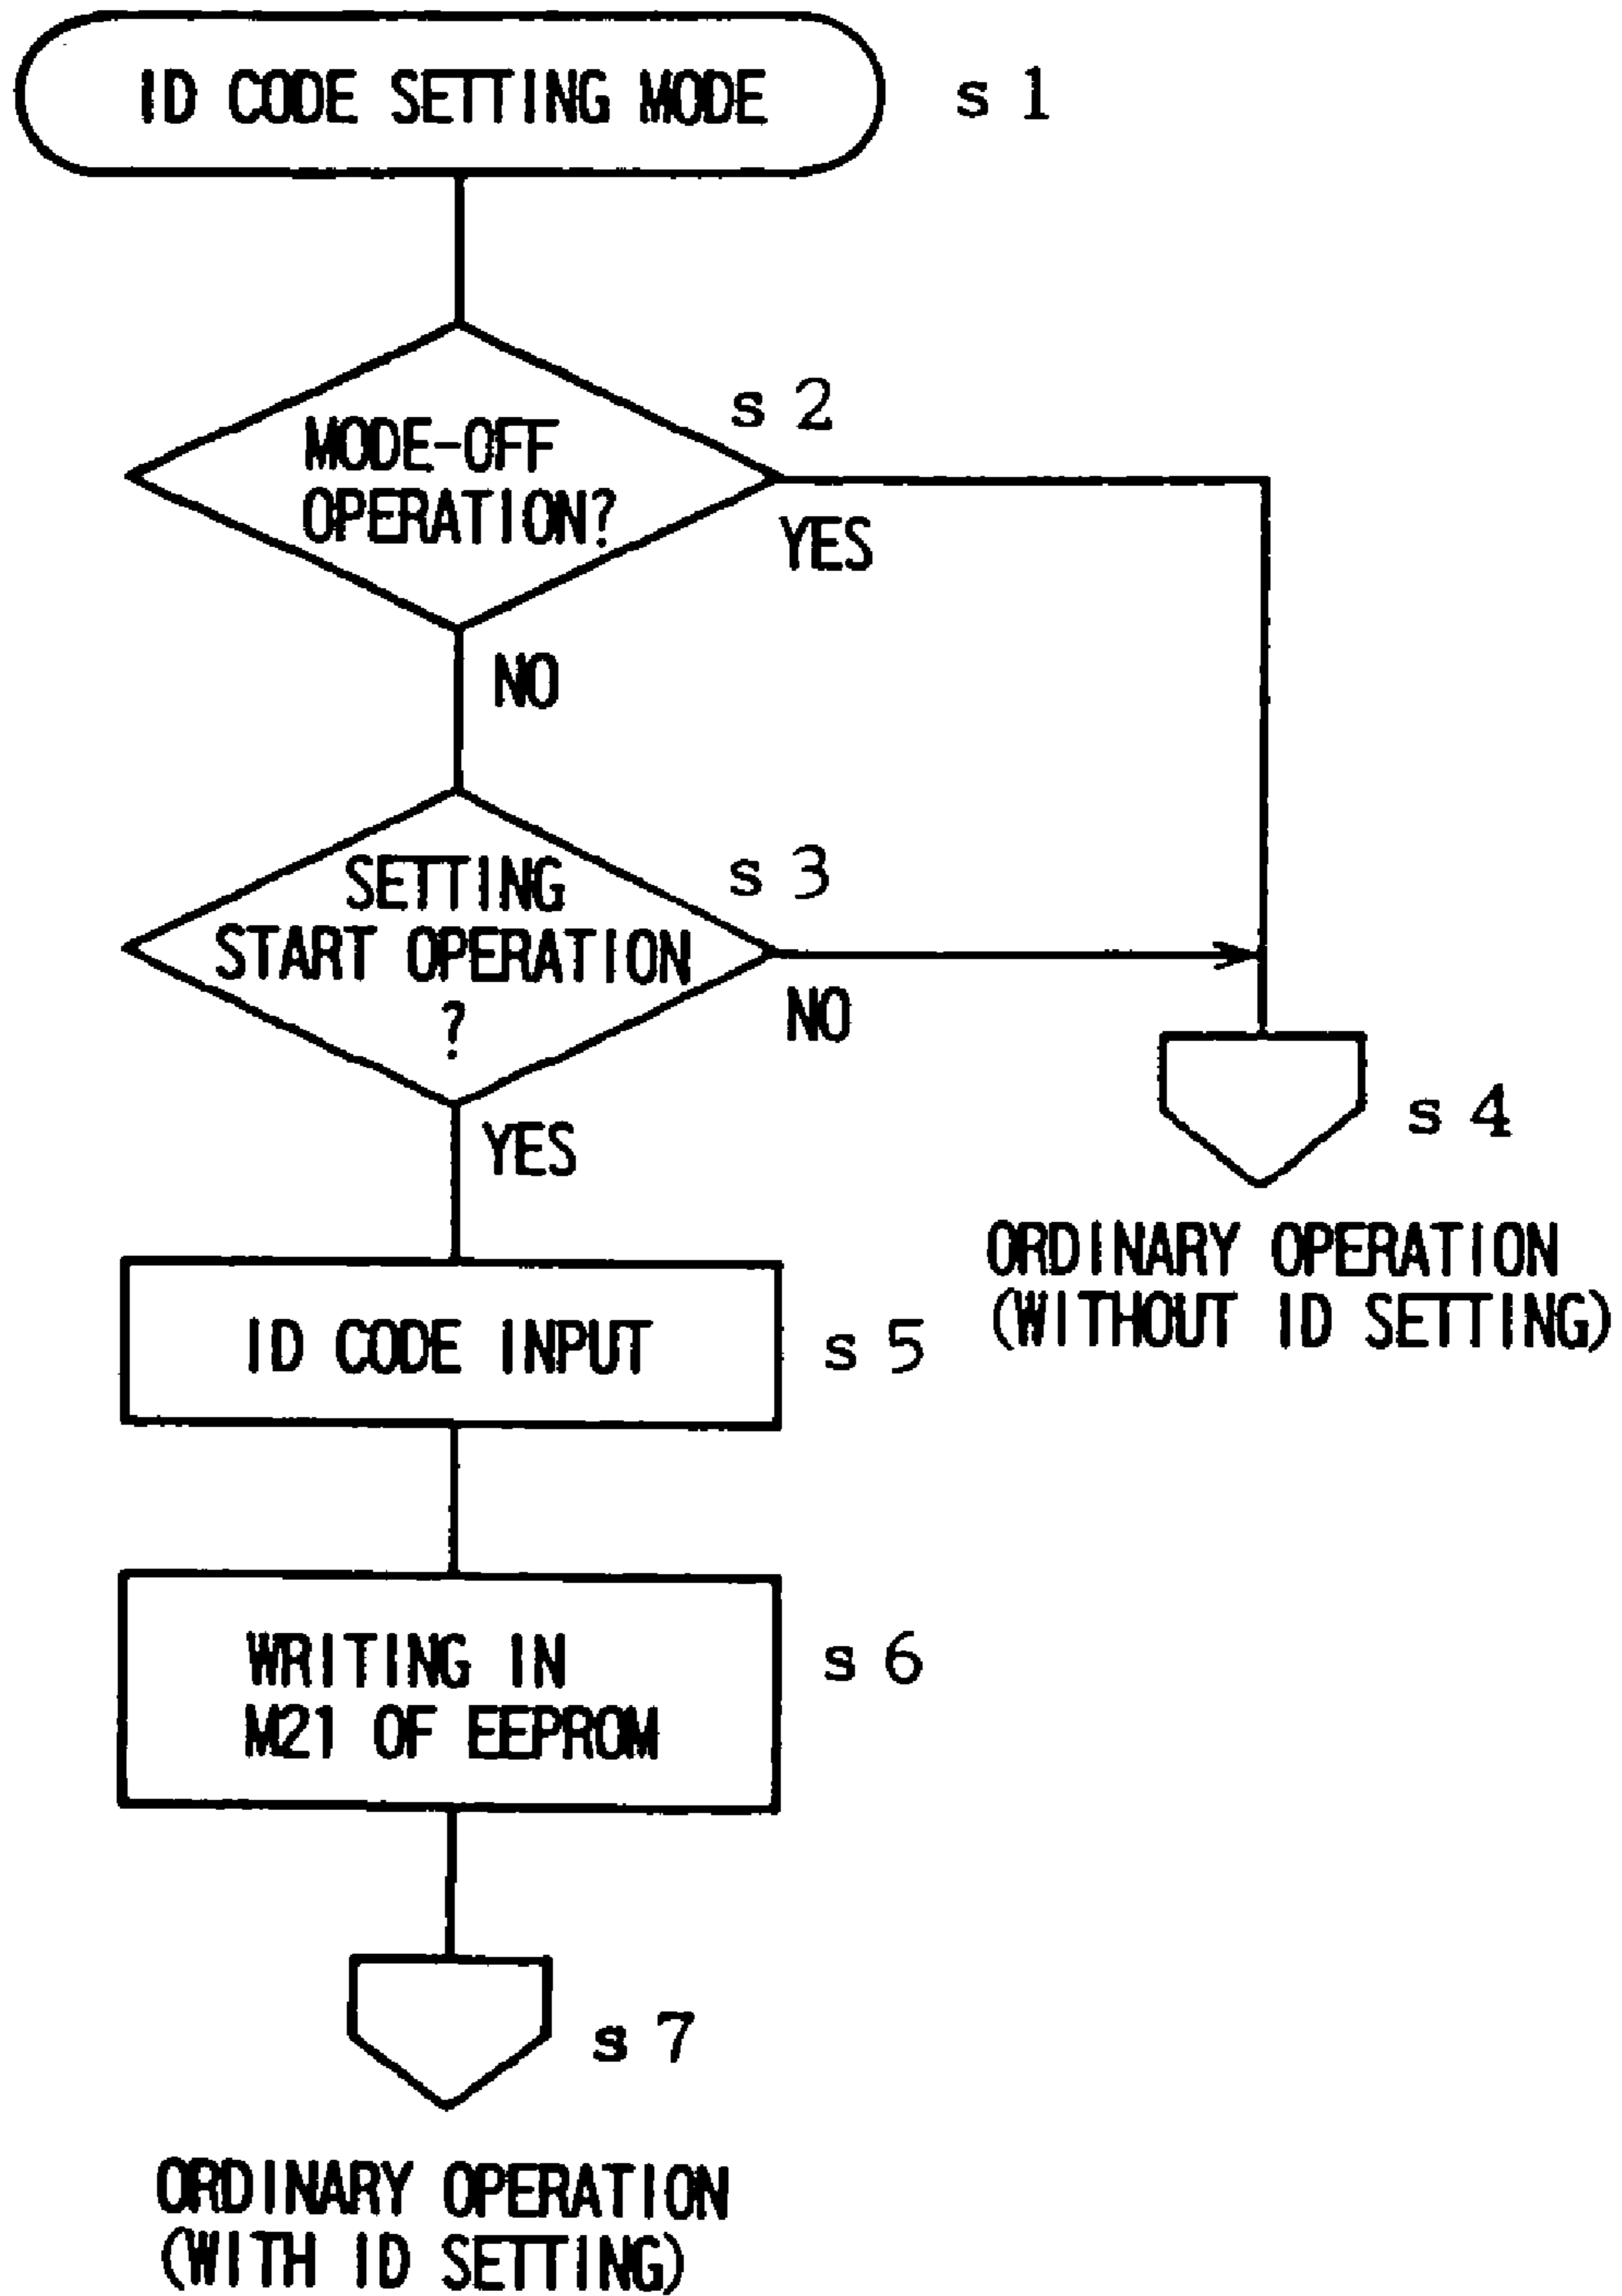 ID CODE SETTING MODE
s 1
s 2
MODE-OFF
OPERATION?
YES
NO
s 3
SETTING
START OPERATION
?
NO
YES
s 4
ORDINARY OPERATION
(WITHOUT ID SETTING)
ID CODE INPUT
s 5
WRITING IN
M21 OF EEPROM
s 6
s 7
ORDINARY OPERATION
(WITH ID SETTING)